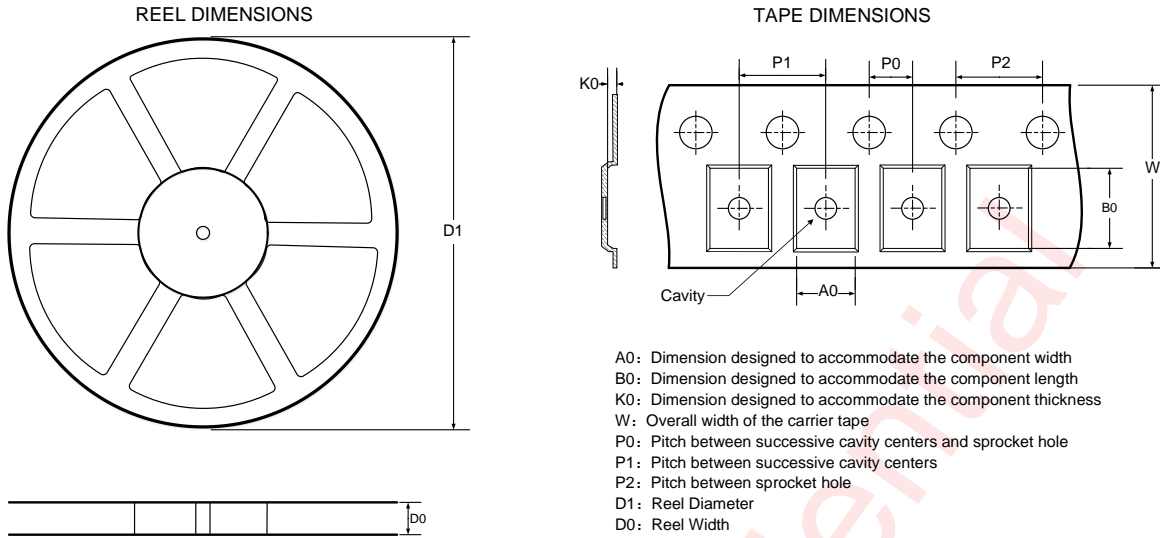 REEL DIMENSIONS
TAPE DIMENSIONS
D1
D0
P1
P0
P2
K0
W
B0
Cavity
A0
A0：Dimension designed to accommodate the component width
B0：Dimension designed to accommodate the component length
K0：Dimension designed to accommodate the component thickness
W：Overall width of the carrier tape
P0：Pitch between successive cavity centers and sprocket hole
P1：Pitch between successive cavity centers
P2：Pitch between sprocket hole
D1：Reel Diameter
D0：Reel Width